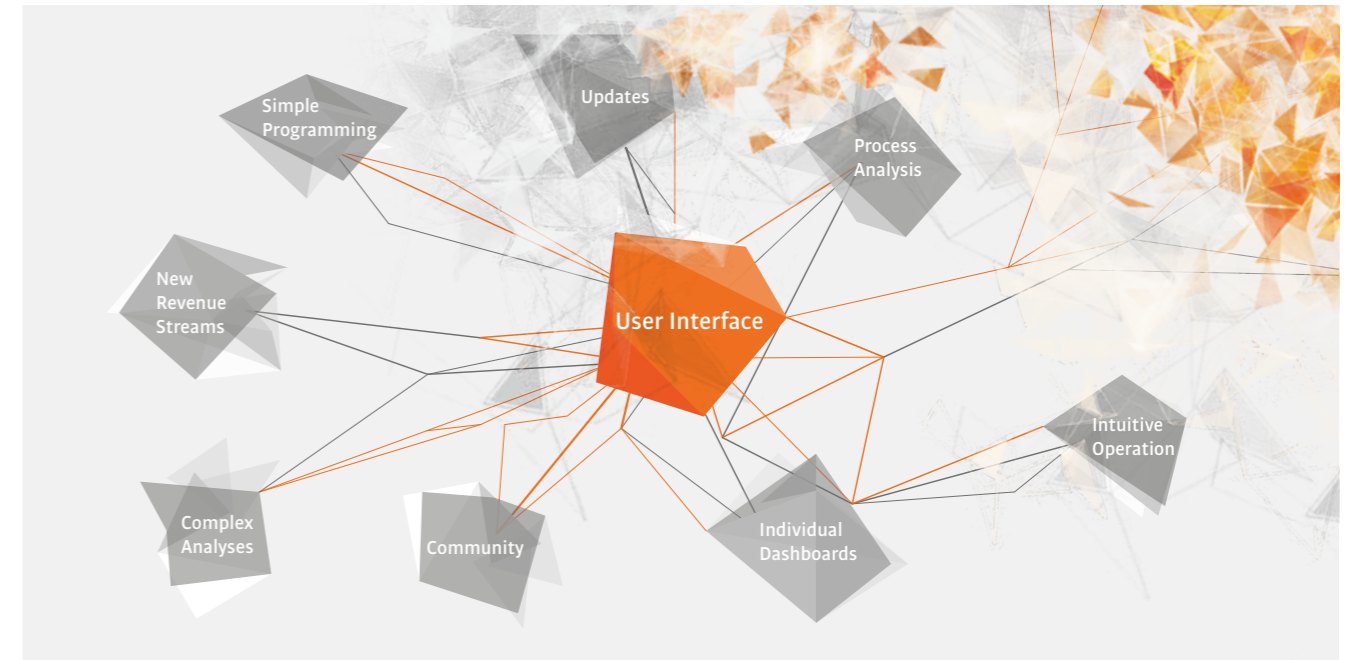 Simple
Programming
Updates
Process
Analysis
New
Revenue
Streams
User Interface
Intuitive
Operation
Complex
Analyses
Community
Individual
Dashboards